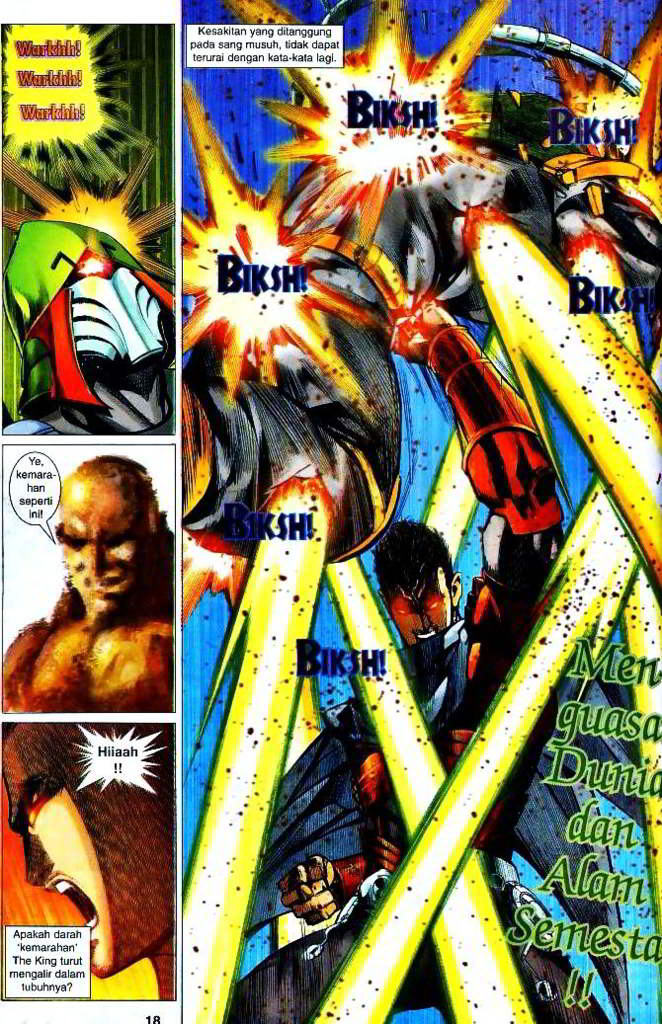 Warkhh!
Warkhh!
Warkhh!
Ye,
kemara-
han
seperti
ini!
Hiiaah
!!
Apakah darah
'kemarahan'
The King turut
mengalir dalam
tubuhnya?
Kesakitan yang ditanggung
pada sang musuh, tidak dapat
terurai dengan kata-kata lagi.
BIKSH!
BIKSH!
BIKSH!
BIKSH!
BIKSH!
BIKSH!
Men-
guasa
Dunia
dan
Alam
Semesta
!!
18